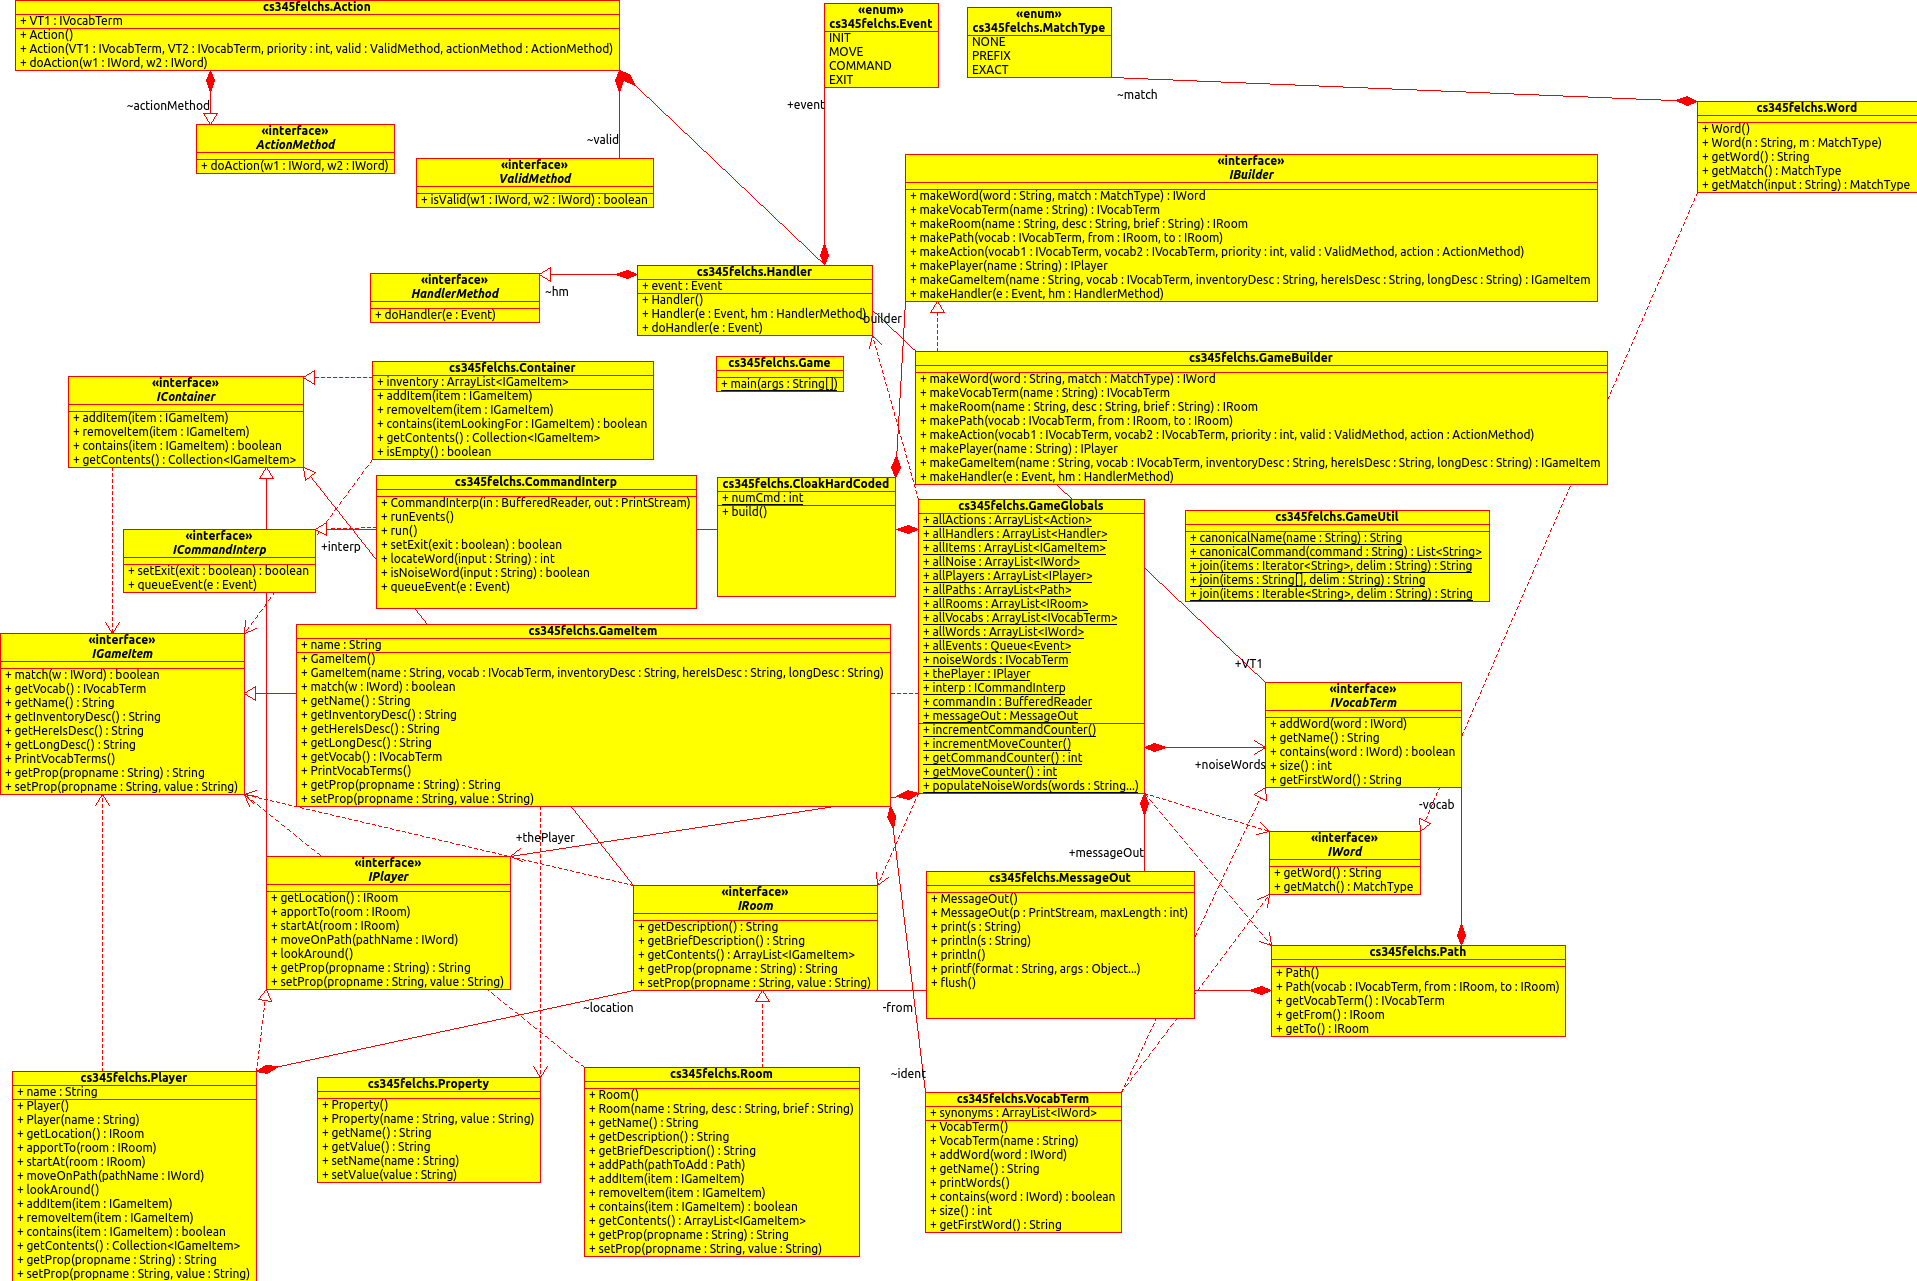 cs345felchs.Action
+ VT1 : IVocabTerm
+ Action()
+ Action(VT1 : IVocabTerm, VT2 : IVocabTerm, priority : int, valid : ValidMethod, actionMethod : ActionMethod)
+ doAction(w1 : IWord, w2 : IWord)
«enum»
cs345felchs.Event
INIT
MOVE
COMMAND
EXIT
«enum»
cs345felchs.MatchType
NONE
PREFIX
EXACT
~match
cs345felchs.Word
+ Word()
+ Word(n : String, m : MatchType)
+ getWord() : String
+ getMatch() : MatchType
+ getMatch(input : String) : MatchType
~actionMethod
+event
«interface»
ActionMethod
+ doAction(w1 : IWord, w2 : IWord)
~valid
«interface»
ValidMethod
+ isValid(w1 : IWord, w2 : IWord) : boolean
«interface»
IBuilder
+ makeWord(word : String, match : MatchType) : IWord
+ makeVocabTerm(name : String) : IVocabTerm
+ makeRoom(name : String, desc : String, brief : String) : IRoom
+ makePath(vocab : IVocabTerm, from : IRoom, to : IRoom)
+ makeAction(vocab1 : IVocabTerm, vocab2 : IVocabTerm, priority : int, valid : ValidMethod, action : ActionMethod)
+ makePlayer(name : String) : IPlayer
+ makeGameItem(name : String, vocab : IVocabTerm, inventoryDesc : String, hereIsDesc : String, longDesc : String) : IGameItem
+ makeHandler(e : Event, hm : HandlerMethod)
«interface»
HandlerMethod
+ doHandler(e : Event)
~hm
cs345felchs.Handler
+ event : Event
+ Handler()
+ Handler(e : Event, hm : HandlerMethod)
+ doHandler(e : Event)
~builder
cs345felchs.Game
+ main(args : String[])
cs345felchs.GameBuilder
+ makeWord(word : String, match : MatchType) : IWord
+ makeVocabTerm(name : String) : IVocabTerm
+ makeRoom(name : String, desc : String, brief : String) : IRoom
+ makePath(vocab : IVocabTerm, from : IRoom, to : IRoom)
+ makeAction(vocab1 : IVocabTerm, vocab2 : IVocabTerm, priority : int, valid : ValidMethod, action : ActionMethod)
+ makePlayer(name : String) : IPlayer
+ makeGameItem(name : String, vocab : IVocabTerm, inventoryDesc : String, hereIsDesc : String, longDesc : String) : IGameItem
+ makeHandler(e : Event, hm : HandlerMethod)
«interface»
IContainer
+ addItem(item : IGameItem)
+ removeItem(item : IGameItem)
+ contains(item : IGameItem) : boolean
+ getContents() : Collection<IGameItem>
cs345felchs.Container
+ inventory : ArrayList<IGameItem>
+ addItem(item : IGameItem)
+ removeItem(item : IGameItem)
+ contains(itemLookingFor : IGameItem) : boolean
+ getContents() : Collection<IGameItem>
+ isEmpty() : boolean
cs345felchs.CommandInterp
+ CommandInterp(in : BufferedReader, out : PrintStream)
+ runEvents()
+ run()
+ setExit(exit : boolean) : boolean
+ locateWord(input : String) : int
+ isNoiseWord(input : String) : boolean
+ queueEvent(e : Event)
cs345felchs.CloakHardCoded
+ numCmd : int
+ build()
«interface»
ICommandInterp
+ setExit(exit : boolean) : boolean
+ queueEvent(e : Event)
+interp
cs345felchs.GameGlobals
+ allActions : ArrayList<Action>
+ allHandlers : ArrayList<Handler>
+ allItems : ArrayList<IGameItem>
+ allNoise : ArrayList<IWord>
+ allPlayers : ArrayList<IPlayer>
+ allPaths : ArrayList<Path>
+ allRooms : ArrayList<IRoom>
+ allVocabs : ArrayList<IVocabTerm>
+ allWords : ArrayList<IWord>
+ allEvents : Queue<Event>
+ noiseWords : IVocabTerm
+ thePlayer : IPlayer
+ interp : ICommandInterp
+ commandIn : BufferedReader
+ messageOut : MessageOut
+ incrementCommandCounter()
+ incrementMoveCounter()
+ getCommandCounter() : int
+ getMoveCounter() : int
+ populateNoiseWords(words : String...)
cs345felchs.GameUtil
+ canonicalName(name : String) : String
+ canonicalCommand(command : String) : List<String>
+ join(items : Iterator<String>, delim : String) : String
+ join(items : String[], delim : String) : String
+ join(items : Iterable<String>, delim : String) : String
«interface»
IGameItem
+ match(w : IWord) : boolean
+ getVocab() : IVocabTerm
+ getName() : String
+ getInventoryDesc() : String
+ getHereIsDesc() : String
+ getLongDesc() : String
+ PrintVocabTerms()
+ getProp(propname : String) : String
+ setProp(propname : String, value : String)
cs345felchs.GameItem
+ name : String
+ GameItem()
+ GameItem(name : String, vocab : IVocabTerm, inventoryDesc : String, hereIsDesc : String, longDesc : String)
+ match(w : IWord) : boolean
+ getName() : String
+ getInventoryDesc() : String
+ getHereIsDesc() : String
+ getLongDesc() : String
+ getVocab() : IVocabTerm
+ PrintVocabTerms()
+ getProp(propname : String) : String
+ setProp(propname : String, value : String)
+VT1
«interface»
IVocabTerm
+ addWord(word : IWord)
+ getName() : String
+ contains(word : IWord) : boolean
+ size() : int
+ getFirstWord() : String
+noiseWords
-vocab
+thePlayer
«interface»
IWord
+ getWord() : String
+ getMatch() : MatchType
+messageOut
«interface»
IPlayer
+ getLocation() : IRoom
+ apportTo(room : IRoom)
+ startAt(room : IRoom)
+ moveOnPath(pathName : IWord)
+ lookAround()
+ getProp(propname : String) : String
+ setProp(propname : String, value : String)
«interface»
IRoom
+ getDescription() : String
+ getBriefDescription() : String
+ getContents() : ArrayList<IGameItem>
+ getProp(propname : String) : String
+ setProp(propname : String, value : String)
cs345felchs.MessageOut
+ MessageOut()
+ MessageOut(p : PrintStream, maxLength : int)
+ print(s : String)
+ println(s : String)
+ println()
+ printf(format : String, args : Object...)
+ flush()
cs345felchs.Path
+ Path()
+ Path(vocab : IVocabTerm, from : IRoom, to : IRoom)
+ getVocabTerm() : IVocabTerm
+ getFrom() : IRoom
+ getTo() : IRoom
~location
-from
~ident
cs345felchs.Player
+ name : String
+ Player()
+ Player(name : String)
+ getLocation() : IRoom
+ apportTo(room : IRoom)
+ startAt(room : IRoom)
+ moveOnPath(pathName : IWord)
+ lookAround()
+ addItem(item : IGameItem)
+ removeItem(item : IGameItem)
+ contains(item : IGameItem) : boolean
+ getContents() : Collection<IGameItem>
+ getProp(propname : String) : String
+ setProp(propname : String, value : String)
cs345felchs.Property
+ Property()
+ Property(name : String, value : String)
+ getName() : String
+ getValue() : String
+ setName(name : String)
+ setValue(value : String)
cs345felchs.Room
+ Room()
+ Room(name : String, desc : String, brief : String)
+ getName() : String
+ getDescription() : String
+ getBriefDescription() : String
+ addPath(pathToAdd : Path)
+ addItem(item : IGameItem)
+ removeItem(item : IGameItem)
+ contains(item : IGameItem) : boolean
+ getContents() : ArrayList<IGameItem>
+ getProp(propname : String) : String
+ setProp(propname : String, value : String)
cs345felchs.VocabTerm
+ synonyms : ArrayList<IWord>
+ VocabTerm()
+ VocabTerm(name : String)
+ addWord(word : IWord)
+ getName() : String
+ printWords()
+ contains(word : IWord) : boolean
+ size() : int
+ getFirstWord() : String